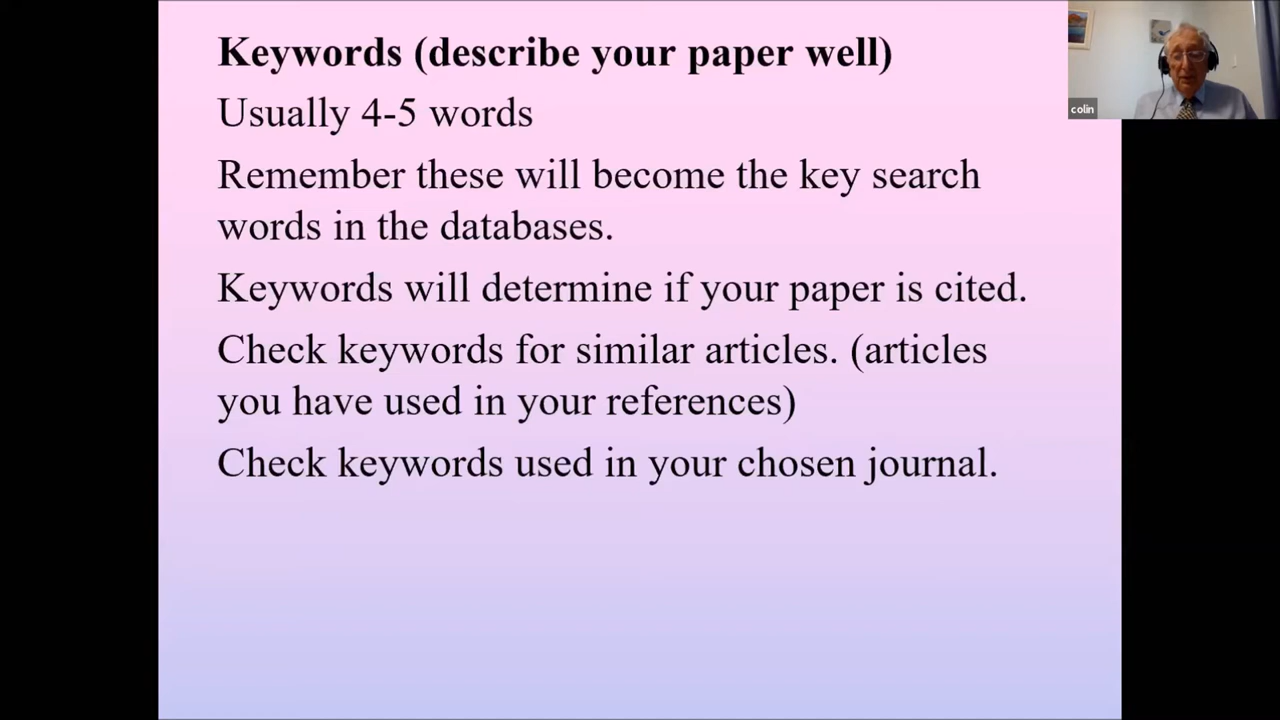 Keywords (describe your paper well)
Usually 4-5 words
Remember these will become the key search
words in the databases.
Keywords will determine if your paper is cited.
Check keywords for similar articles. (articles
you have used in your references)
Check keywords used in your chosen journal.
colin